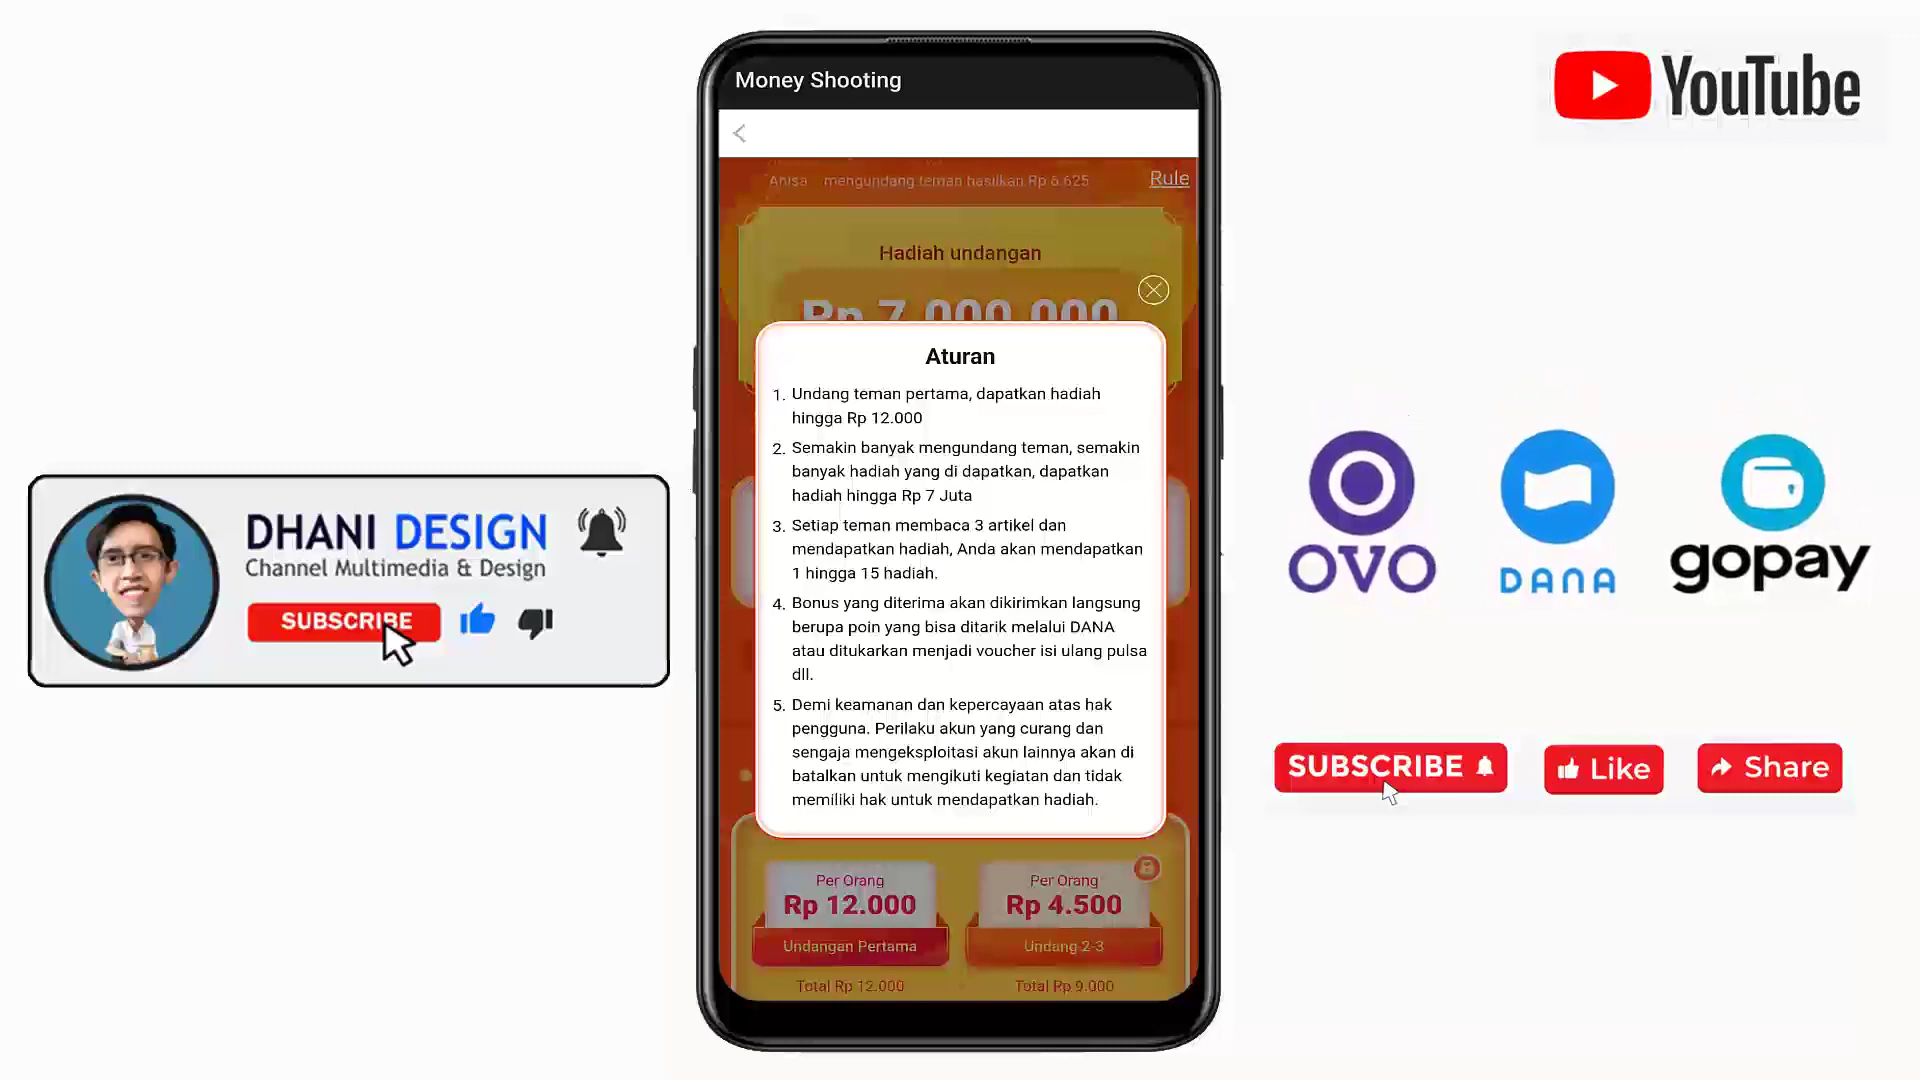 Money Shooting
YouTube
Anisa mengundang teman hasilkan Rp 6.625
Rule
Hadiah undangan
Rp 7.000.000
Aturan
1. Undang teman pertama, dapatkan hadiah
hingga Rp 12.000
2. Semakin banyak mengundang teman, semakin
banyak hadiah yang di dapatkan, dapatkan
hadiah hingga Rp 7 Juta
3. Setiap teman membaca 3 artikel dan
mendapatkan hadiah, Anda akan mendapatkan
1 hingga 15 hadiah.
4. Bonus yang diterima akan dikirimkan langsung
berupa poin yang bisa ditarik melalui DANA
atau ditukarkan menjadi voucher isi ulang pulsa
dll.
5. Demi keamanan dan kepercayaan atas hak
pengguna. Perilaku akun yang curang dan
sengaja mengeksploitasi akun lainnya akan di
batalkan untuk mengikuti kegiatan dan tidak
memiliki hak untuk mendapatkan hadiah.
Per Orang
Rp 12.000
Undangan Pertama
Total Rp 12.000
Per Orang
Rp 4.500
Undang 2-3
Total Rp 9.000
DHANI DESIGN
Channel Multimedia & Design
SUBSCRIBE
OVO
DANA
gopay
SUBSCRIBE
Like
Share